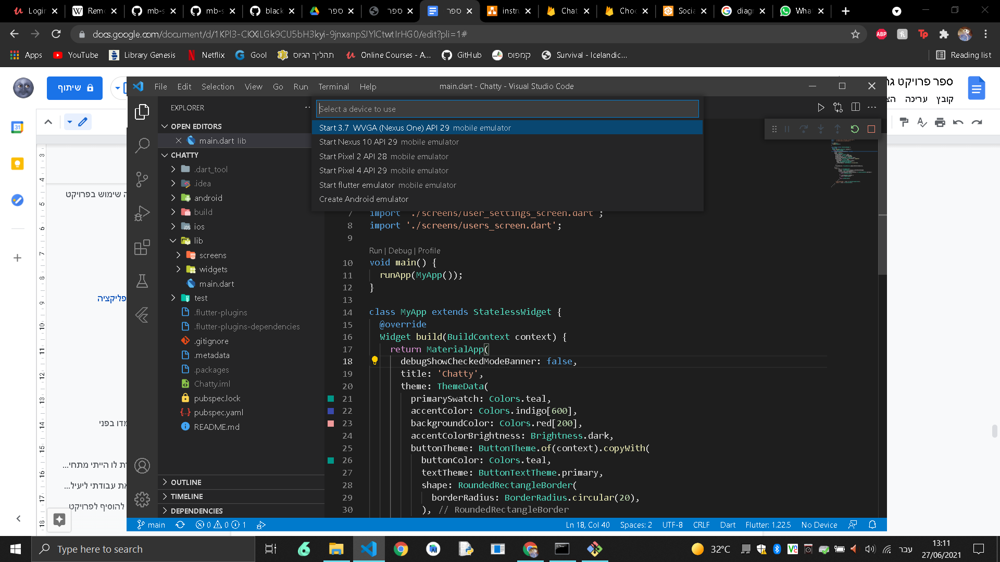 Login
Rem
mb-s
mb-s
black
ספר
ספר
ספר
instru
Chat
Choo
Socia
diagr
What
docs.google.com/document/d/1KPl3-CKXiLGk9CU5bH3kyi-9jnxanpSJYlCtwtIrHG0/edit?pli=1#
Apps YouTube Library Genesis Netflix Gool תהליך הגיוס Online Courses - A... GitHub קמפוס Survival - Icelandic... Reading list
שיתוף
ספר פרויקט גר
קובץ עריכה הצ
File Edit Selection View Go Run Terminal Help
main.dart - Chatty - Visual Studio Code
EXPLORER
OPEN EDITORS
main.dart lib
CHATTY
.dart_tool
.idea
android
build
ios
lib
screens
widgets
main.dart
test
.flutter-plugins
.flutter-plugins-dependencies
.gitignore
.metadata
.packages
Chatty.iml
pubspec.lock
pubspec.yaml
README.md
OUTLINE
TIMELINE
DEPENDENCIES
Select a device to use
Start 3.7 WVGA (Nexus One) API 29 mobile emulator
Start Nexus 10 API 29 mobile emulator
Start Pixel 2 API 28 mobile emulator
Start Pixel 4 API 29 mobile emulator
Start flutter emulator mobile emulator
Create Android emulator
7 import './screens/user_settings_screen.dart';
8 import './screens/users_screen.dart';
9
Run | Debug | Profile
10 void main() {
11 runApp(MyApp());
12 }
13
14 class MyApp extends StatelessWidget {
15 @override
16 Widget build(BuildContext context) {
17 return MaterialApp(
18 debugShowCheckedModeBanner: false,
19 title: 'Chatty',
20 theme: ThemeData(
21 primarySwatch: Colors.teal,
22 accentColor: Colors.indigo[600],
23 backgroundColor: Colors.red[200],
24 accentColorBrightness: Brightness.dark,
25 buttonTheme: ButtonTheme.of(context).copyWith(
26 buttonColor: Colors.teal,
27 textTheme: ButtonTextTheme.primary,
28 shape: RoundedRectangleBorder(
29 borderRadius: BorderRadius.circular(20),
30 ), // RoundedRectangleBorder
ה שימוש בפרויקט
פליקציה
מדו בפני
ת לו הייתי מתחי...
את עבודתי ליעיל...
להוסיף לפרויקט
main 0 0 1 Ln 18, Col 40 Spaces: 2 UTF-8 CRLF Dart Flutter: 1.22.5 No Device
Type here to search
32°C
עבר
13:11
27/06/2021